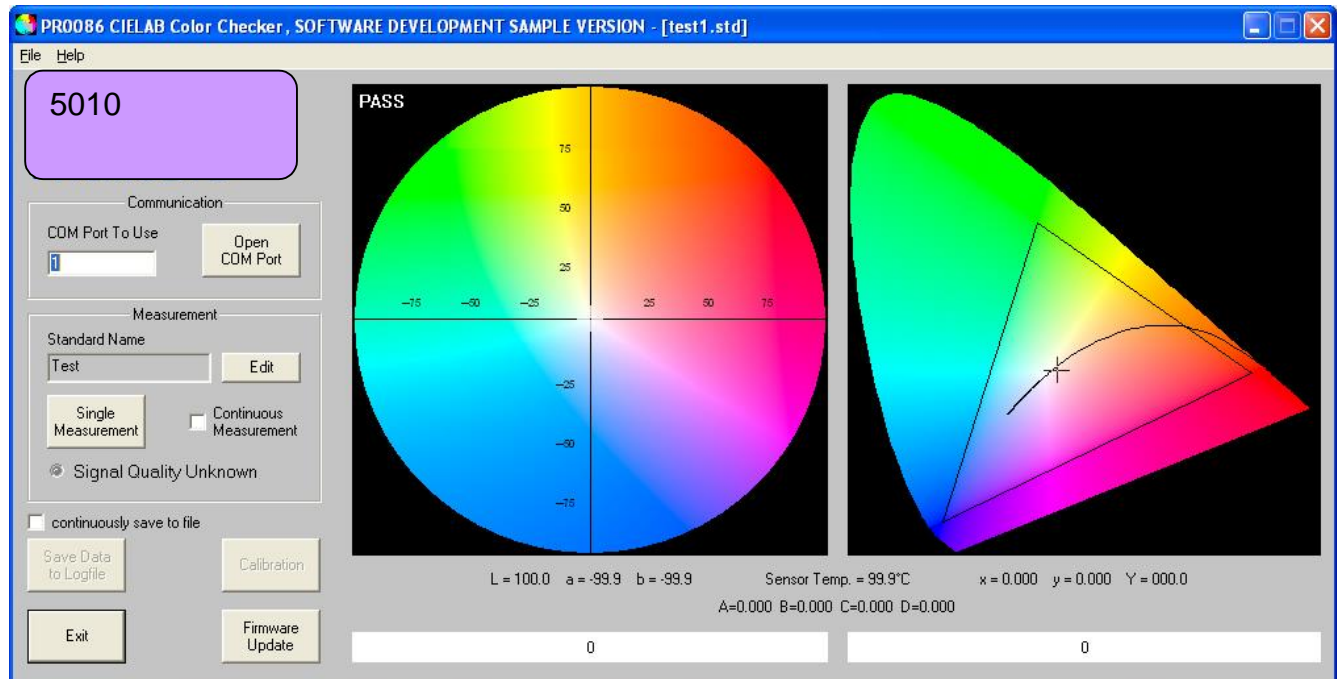 PR0086 CIELAB Color Checker, SOFTWARE DEVELOPMENT SAMPLE VERSION - [test1.std]
File Help
5010
Communication
COM Port To Use
1
Open
COM Port
Measurement
Standard Name
Test
Edit
Single
Measurement
Continuous
Measurement
Signal Quality Unknown
continuously save to file
Save Data
to Logfile
Calibration
Exit
Firmware
Update
PASS
75
50
25
-75 -50 -25 25 50 75
-25
-50
-75
L = 100.0 a = -99.9 b = -99.9 Sensor Temp. = 99.9°C x = 0.000 y = 0.000 Y = 000.0
A=0.000 B=0.000 C=0.000 D=0.000
0 0